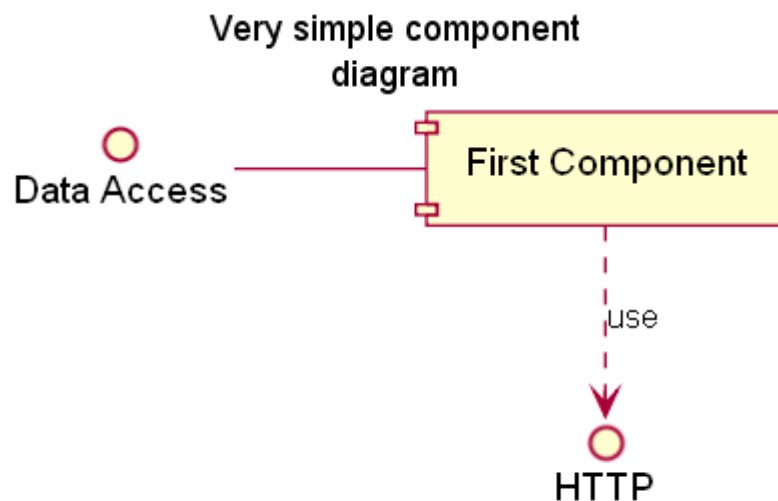 Very simple component
diagram
Data Access
First Component
use
HTTP